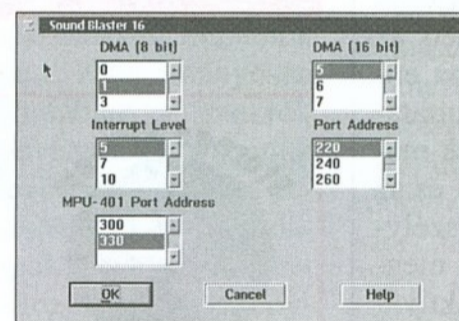 Sound Blaster 16
DMA (8 bit)
0
1
3
DMA (16 bit)
5
6
7
Interrupt Level
5
7
10
Port Address
220
240
260
MPU-401 Port Address
300
330
OK
Cancel
Help